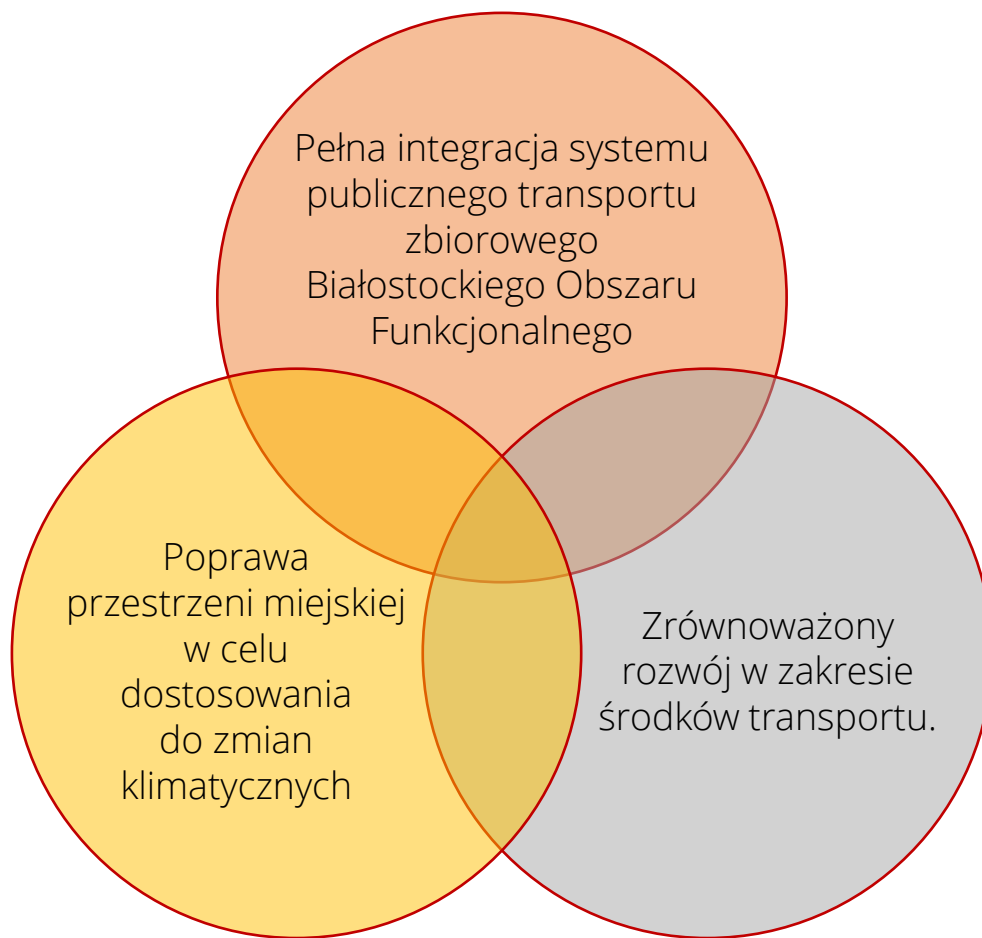 Pełna integracja systemu
publicznego transportu
zbiorowego
Białostockiego Obszaru
Funkcjonalnego
Poprawa
przestrzeni miejskiej
w celu
dostosowania
do zmian
klimatycznych
Zrównoważony
rozwój w zakresie
środków transportu.